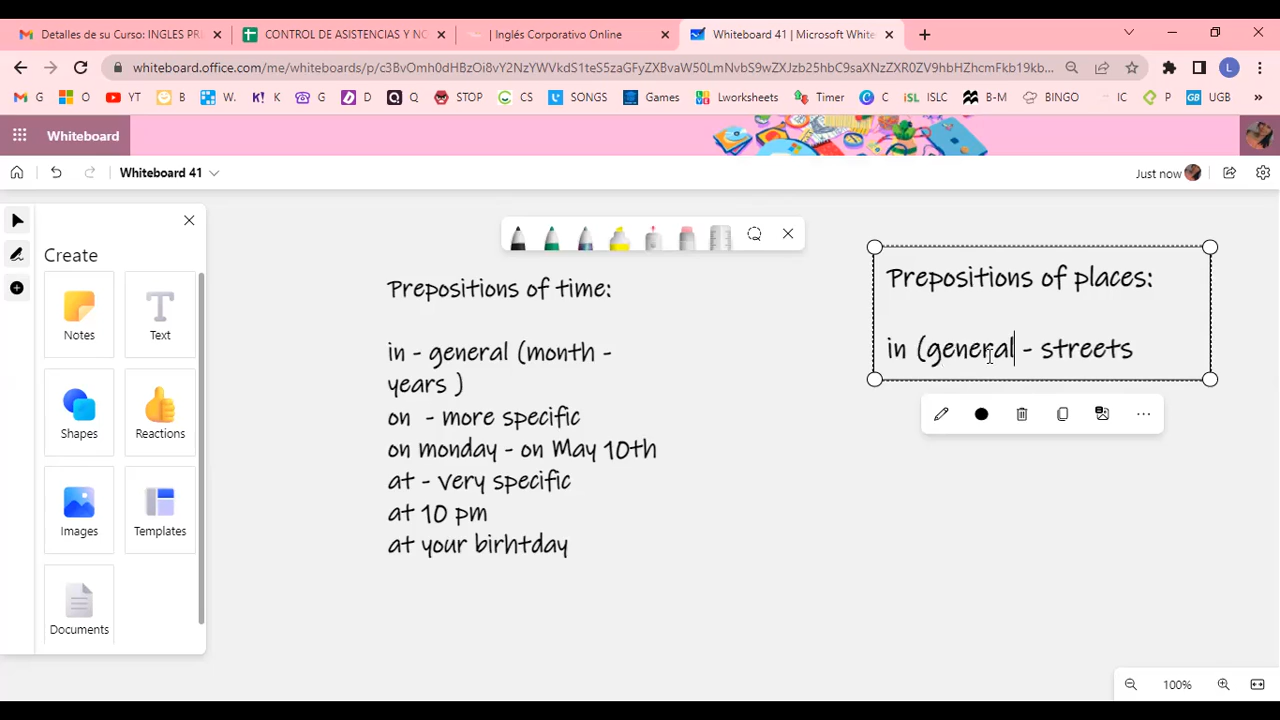 Detalles de su Curso: INGLES PRI
CONTROL DE ASISTENCIAS Y NC
| Inglés Corporativo Online
Whiteboard 41 | Microsoft White
whiteboard.office.com/me/whiteboards/p/
G
O
YT
B
W.
K!
G
D
Q
STOP
CS
SONGS
Games
Lworksheets
Timer
C
ISLC
B-M
BINGO
IC
P
UGB
L
Whiteboard
Whiteboard 41
Just now
Create
Notes
Text
Shapes
Reactions
Images
Templates
Documents
Prepositions of time:
in - general (month -
years )
on - more specific
on monday - on May 10th
at - very specific
at 10 pm
at your birhtday
Prepositions of places:
in (general - streets
100%